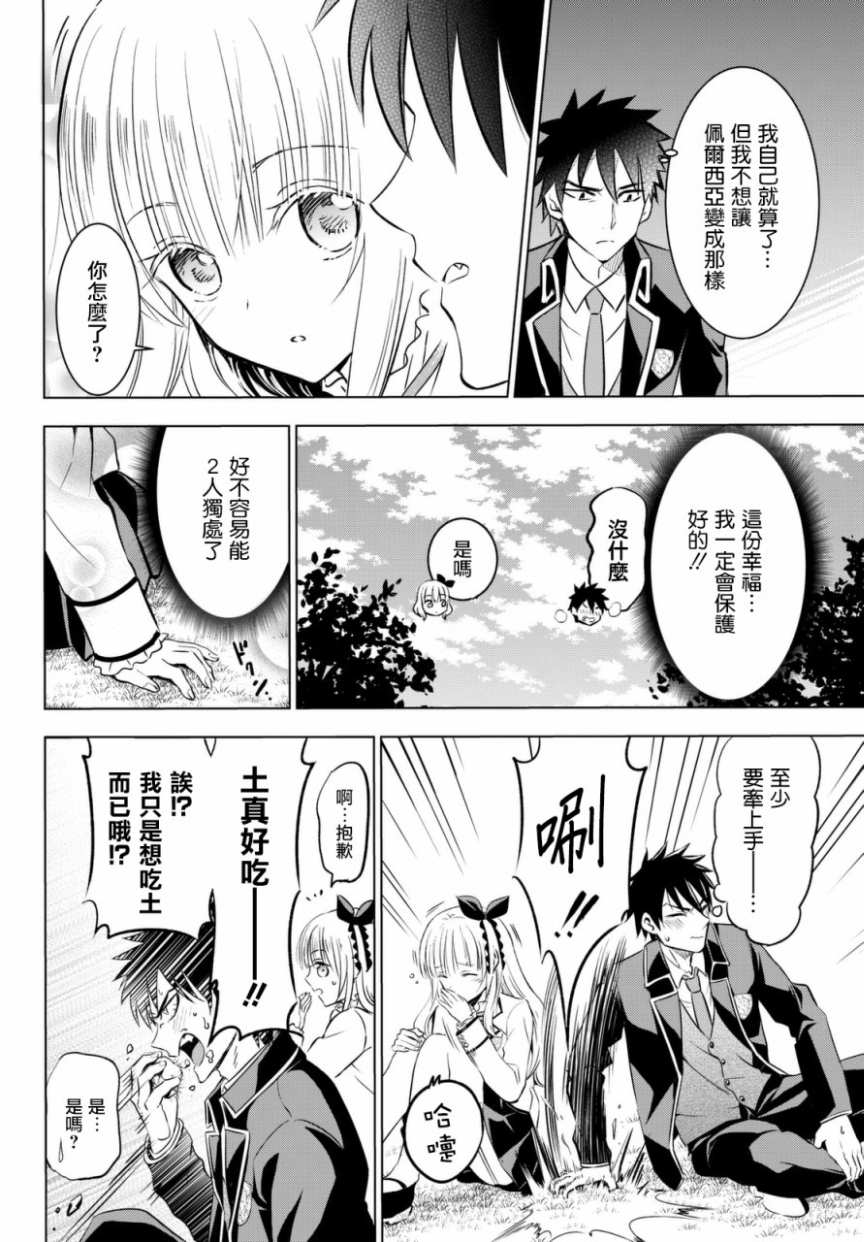 我自己就算了…
但我不想讓
佩爾西亞變成那樣
你怎麼了？
這份幸福…
我一定會保護
好的!!
沒什麼
是嗎
好不容易能
2人獨處了
ドキ
至少
要牽上手———…
唰
哈嚏
啊…抱歉
土真好吃———!!
誒!?
我只是想吃土
而已哦!?
是…
是嗎？